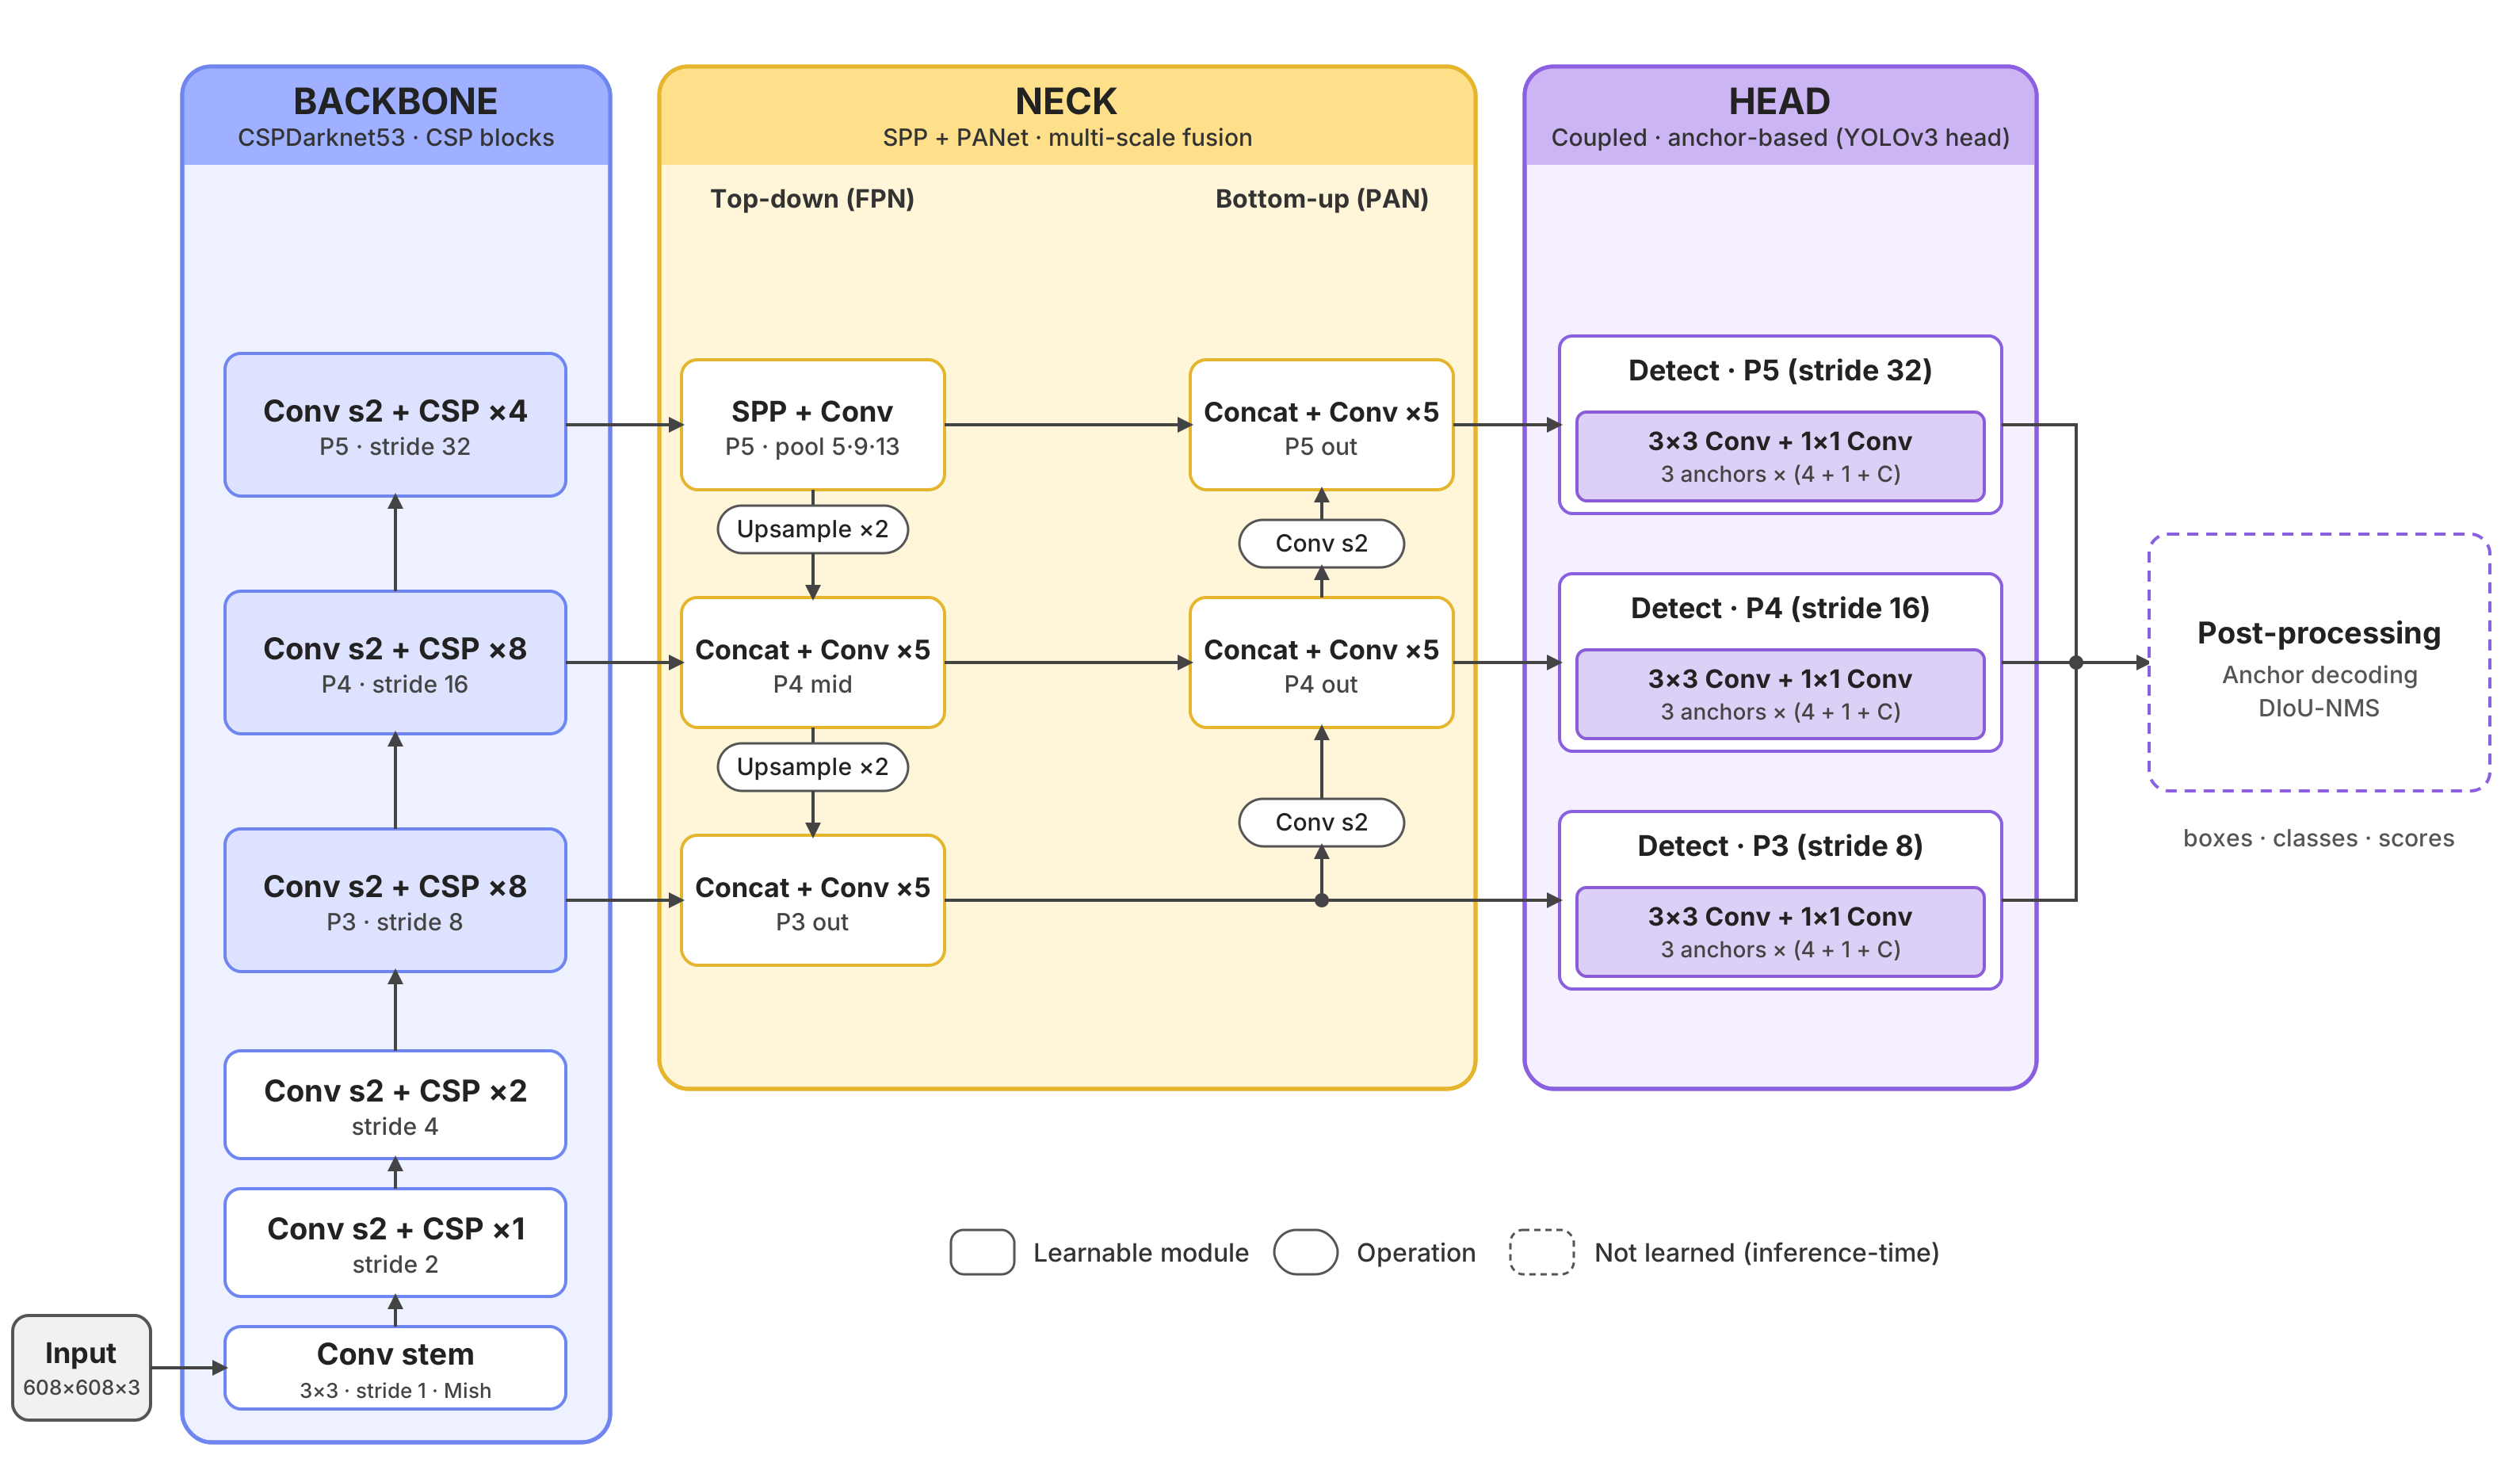 BACKBONE
CSPDarknet53 · CSP blocks
Conv s2 + CSP ×4
P5 · stride 32
Conv s2 + CSP ×8
P4 · stride 16
Conv s2 + CSP ×8
P3 · stride 8
Conv s2 + CSP ×2
stride 4
Conv s2 + CSP ×1
stride 2
Conv stem
3×3 · stride 1 · Mish
Input
608×608×3
NECK
SPP + PANet · multi-scale fusion
Top-down (FPN)
SPP + Conv
P5 · pool 5·9·13
Upsample ×2
Concat + Conv ×5
P4 mid
Upsample ×2
Concat + Conv ×5
P3 out
Bottom-up (PAN)
Concat + Conv ×5
P5 out
Conv s2
Concat + Conv ×5
P4 out
Conv s2
HEAD
Coupled · anchor-based (YOLOv3 head)
Detect · P5 (stride 32)
3×3 Conv + 1×1 Conv
3 anchors × (4 + 1 + C)
Detect · P4 (stride 16)
3×3 Conv + 1×1 Conv
3 anchors × (4 + 1 + C)
Detect · P3 (stride 8)
3×3 Conv + 1×1 Conv
3 anchors × (4 + 1 + C)
Post-processing
Anchor decoding
DIoU-NMS
boxes · classes · scores
Learnable module
Operation
Not learned (inference-time)